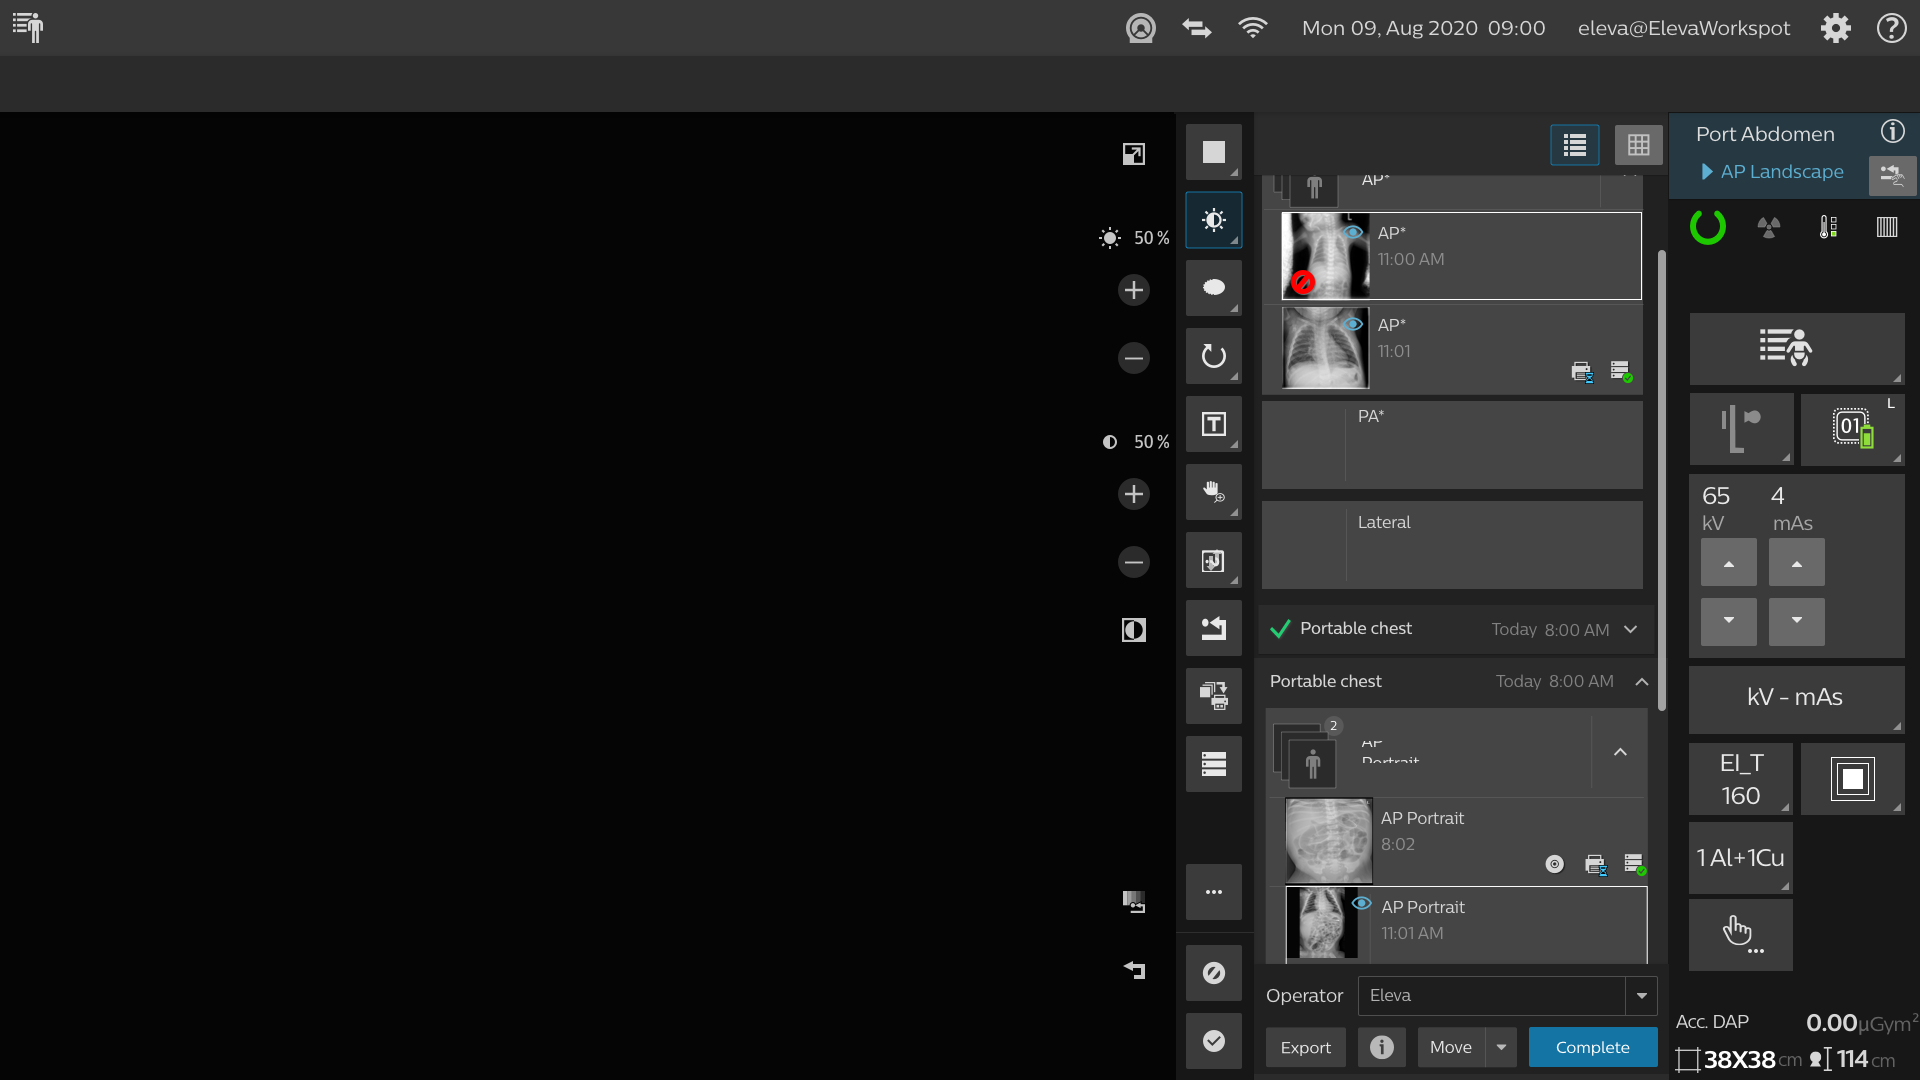 Mon 09, Aug 2020 09:00
eleva@ElevaWorkspot
50 %
50 %
T
AP*
L
AP*
11:00 AM
AP*
11:01
PA*
Lateral
Portable chest Today 8:00 AM
Portable chest Today 8:00 AM
2
AP
Portrait
AP Portrait
8:02
AP Portrait
11:01 AM
Operator Eleva
Export Move Complete
Port Abdomen
AP Landscape
L
01
65 4
kV mAs
kV - mAs
EI_T
160
1 Al+1Cu
Acc. DAP 0.00 µGym²
38X38 cm 114 cm